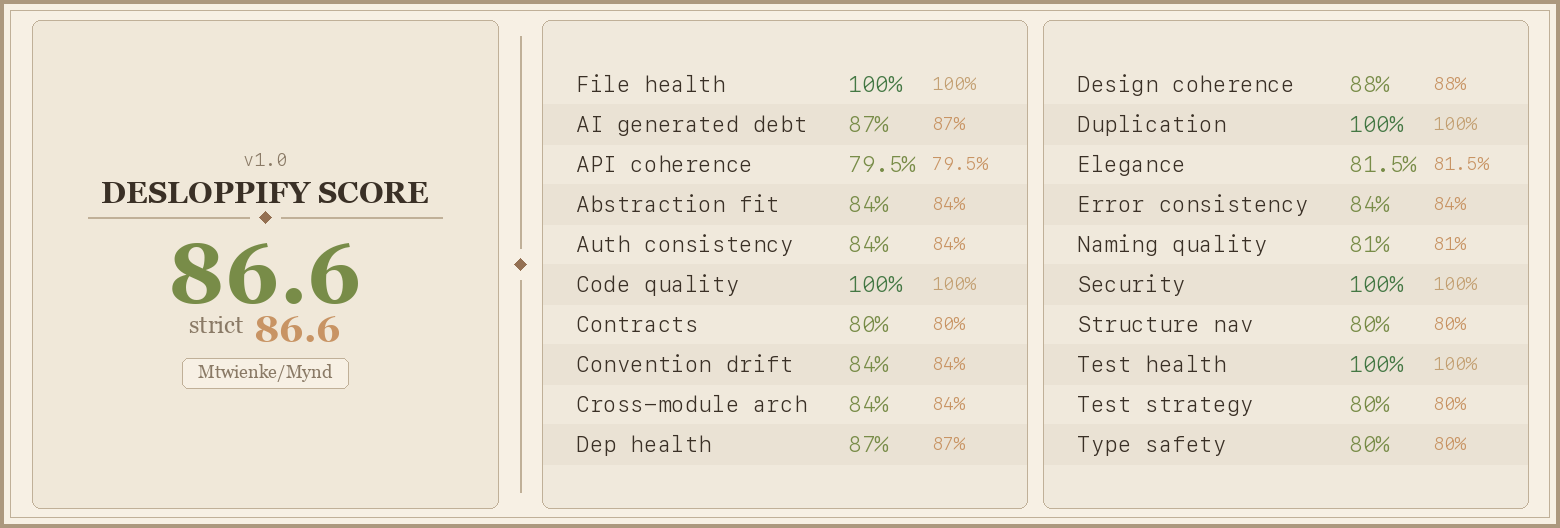 v1.0
DESLOPPIFY SCORE
86.6
strict 86.6
Mtwienke/Mynd
File health 100% 100%
AI generated debt 87% 87%
API coherence 79.5% 79.5%
Abstraction fit 84% 84%
Auth consistency 84% 84%
Code quality 100% 100%
Contracts 80% 80%
Convention drift 84% 84%
Cross—module arch 84% 84%
Dep health 87% 87%
Design coherence 88% 88%
Duplication 100% 100%
Elegance 81.5% 81.5%
Error consistency 84% 84%
Naming quality 81% 81%
Security 100% 100%
Structure nav 80% 80%
Test health 100% 100%
Test strategy 80% 80%
Type safety 80% 80%